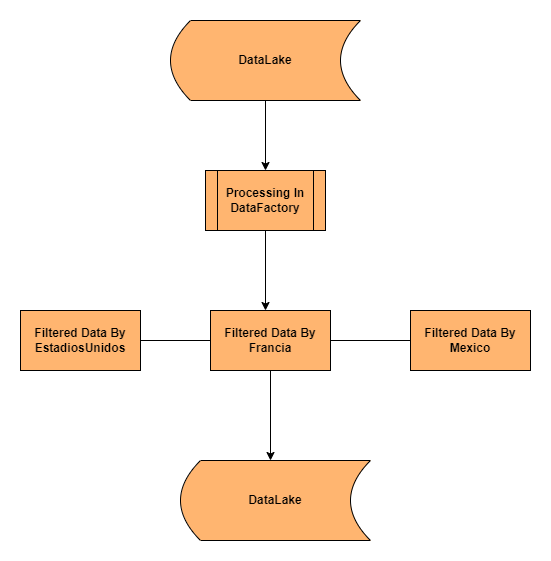 DataLake
Processing In
DataFactory
Filtered Data By
EstadiosUnidos
Filtered Data By
Francia
Filtered Data By
Mexico
DataLake